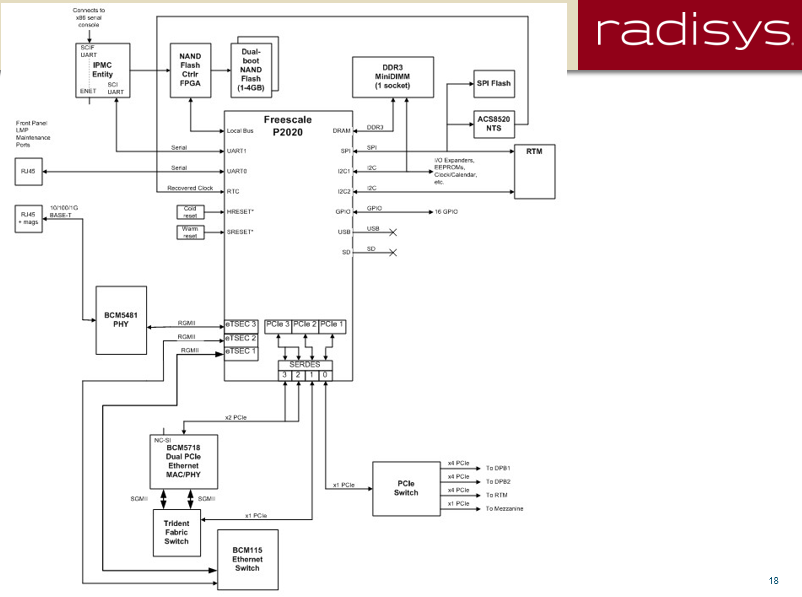 Connects to
x86 serial
console
radisys.
SCIF
UART
IPMC
Entity
SCI
UART
ENET
NAND
Flash
Ctrlr
FPGA
Dual-
boot
NAND
Flash
(1-4GB)
DDR3
MiniDIMM
(1 socket)
SPI Flash
ACS8520
NTS
RTM
Front Panel
LMP
Maintenance
Ports
RJ45
RJ45
+ mags
10/100/1G
BASE-T
Freescale
P2020
Local Bus
DRAM
DDR3
Serial
UART1
SPI
SPI
Serial
UART0
I2C1
I2C
I/O Expanders,
EEPROMs,
Clock/Calendar,
etc.
Recovered Clock
RTC
I2C2
I2C
Cold
reset
HRESET*
GPIO
GPIO
16 GPIO
Warm
reset
SRESET*
USB
USB
SD
SD
BCM5481
PHY
RGMII
eTSEC 3
RGMII
eTSEC 2
RGMII
eTSEC 1
PCIe 3
PCIe 2
PCIe 1
SERDES
3 2 1 0
x2 PCIe
NC-SI
BCM5718
Dual PCIe
Ethernet
MAC/PHY
SGMII
SGMII
Trident
Fabric
Switch
x1 PCIe
BCM115
Ethernet
Switch
x1 PCIe
PCIe
Switch
x4 PCIe
To DPB1
x4 PCIe
To DPB2
x4 PCIe
To RTM
x1 PCIe
To Mezzanine
18